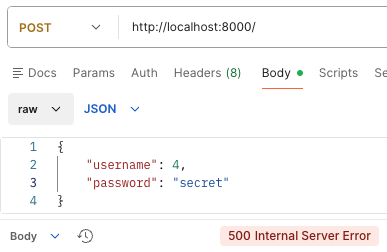 POST http://localhost:8000/
Docs Params Auth Headers (8) Body Scripts Se
raw JSON
1 {
2 "username": 4,
3 "password": "secret"
4 }
Body 500 Internal Server Error